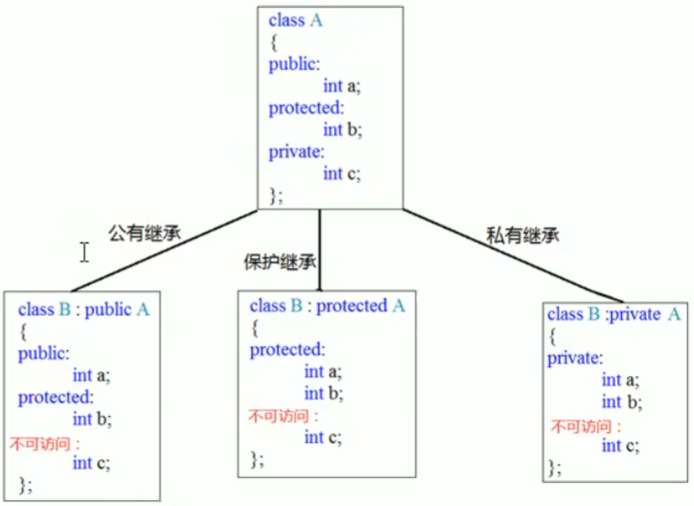 class A
{
public:
int a;
protected:
int b;
private:
int c;
};
公有继承
保护继承
私有继承
class B : public A
{
public:
int a;
protected:
int b;
不可访问：
int c;
};
class B : protected A
{
protected:
int a;
int b;
不可访问：
int c;
};
class B :private A
{
private:
int a;
int b;
不可访问：
int c;
};